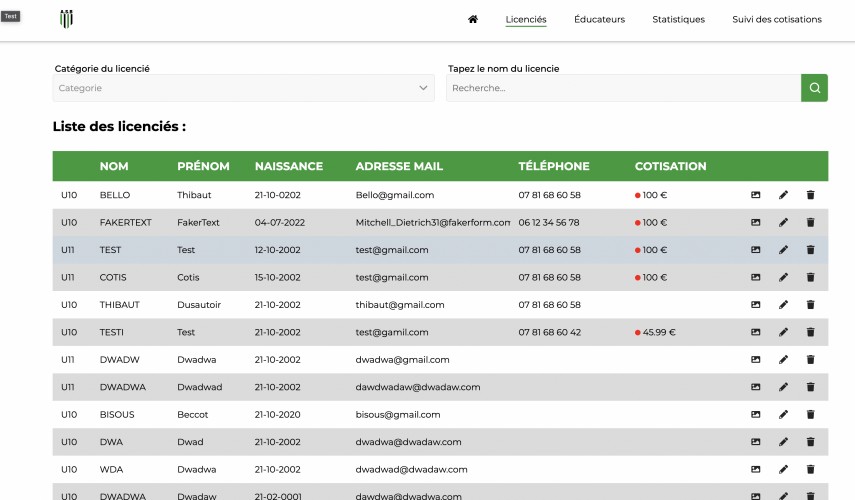 Test
A.S.B
Licenciés Éducateurs Statistiques Suivi des cotisations
Catégorie du licencié Tapez le nom du licencie
Categorie Recherche...
Liste des licenciés :
NOM PRÉNOM NAISSANCE ADRESSE MAIL TÉLÉPHONE COTISATION
U10 BELLO Thibaut 21-10-0202 Bello@gmail.com 07 81 68 60 58 100 €
U10 FAKERTEXT FakerText 04-07-2022 Mitchell_Dietrich31@fakerform.com 06 12 34 56 78 100 €
U11 TEST Test 12-10-2002 test@gmail.com 07 81 68 60 58 100 €
U11 COTIS Cotis 15-10-2002 test@gmail.com 07 81 68 60 58 100 €
U10 THIBAUT Dusautoir 21-10-2002 thibaut@gmail.com 07 81 68 60 58
U10 TESTI Test 21-10-2002 test@gamil.com 07 81 68 60 42 45.99 €
U11 DWADW Dwadwa 21-10-2002 dwadwa@gmail.com
U11 DWADWA Dwadwad 21-10-2002 dawdwadaw@dwadaw.com
U10 BISOUS Beccot 21-10-2020 bisous@gmail.com
U10 DWA Dwad 21-10-2002 dwadwa@dwadaw.com
U10 WDA Dwadwa 21-10-2002 dwadwad@dwadaw.com
U10 DWADWA Dwadaw 21-02-0001 dawdwa@dwadwa.com